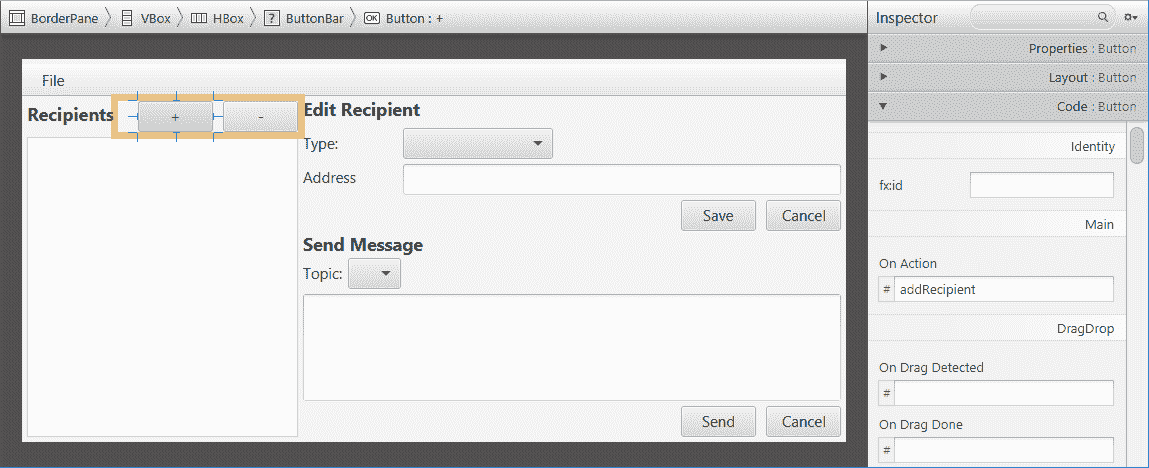 BorderPane VBox HBox ? ButtonBar OK Button : +
Inspector
Properties : Button
Layout : Button
Code : Button
File
Recipients + -
Edit Recipient
Type:
Address
Save Cancel
Send Message
Topic:
Send Cancel
Identity
fx:id
Main
On Action
# addRecipient
DragDrop
On Drag Detected
#
On Drag Done
#